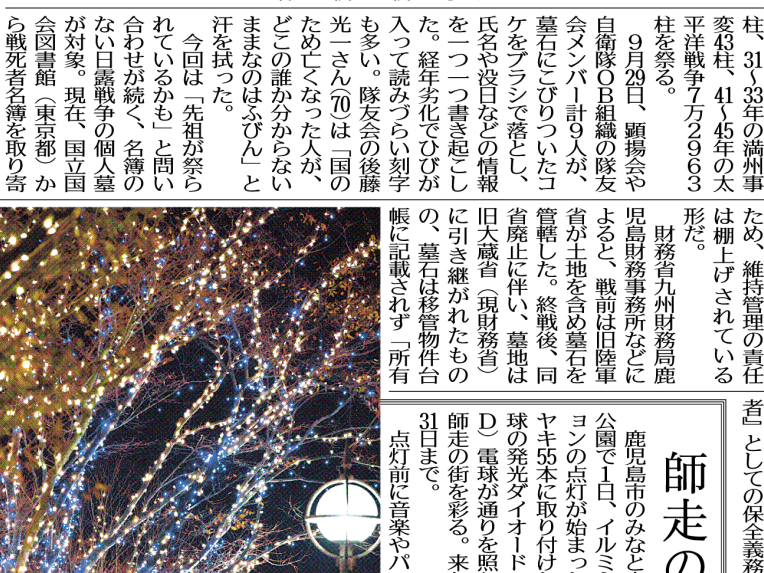 柱、31～33年の満州事
変43柱、41～45年の太
平洋戦争7万2963
柱を祭る。
9月29日、顕揚会や
自衛隊OB組織の隊友
会メンバー計9人が、
墓石にこびりついたコ
ケをブラシで落とし、
氏名や没日などの情報
を一つ一つ書き起こし
た。経年劣化でひびが
入って読みづらい刻字
も多い。隊友会の後藤
光一さん(70)は「国の
ため亡くなった人が、
どこの誰か分からない
ままなのはふびん」と
汗を拭った。
今回は「先祖が祭ら
れているかも」と問い
合わせが続く、名簿の
ない日露戦争の個人墓
が対象。現在、国立国
会図書館（東京都）か
ら戦死者名簿を取り寄
ため、維持管理の責任
は棚上げされている
形だ。
財務省九州財務局鹿
児島財務事務所などに
よると、戦前は旧陸軍
省が土地を含め墓石を
管轄した。終戦後、同
省廃止に伴い、墓地は
旧大蔵省（現財務省）
に引き継がれたもの
の、墓石は移管物件台
帳に記載されず「所有
者』としての保全義務
師走の
鹿児島市のみなと
公園で1日、イルミ
ョンの点灯が始まっ
ヤキ55本に取り付け
球の発光ダイオード
D）電球が通りを照
師走の街を彩る。来
31日まで。
点灯前に音楽やパ